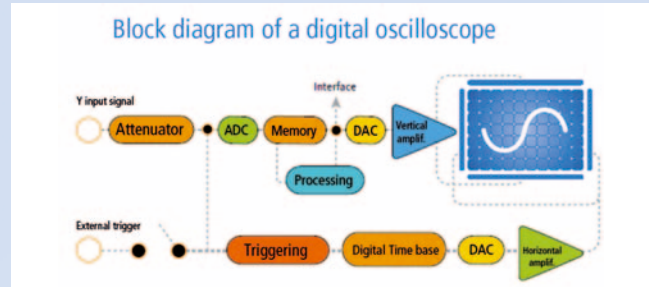 Block diagram of a digital oscilloscope
Interface
Y input signal
Attenuator
ADC
Memory
DAC
Vertical
amplif.
Processing
External trigger
Triggering
Digital Time base
DAC
Horizontal
amplif.